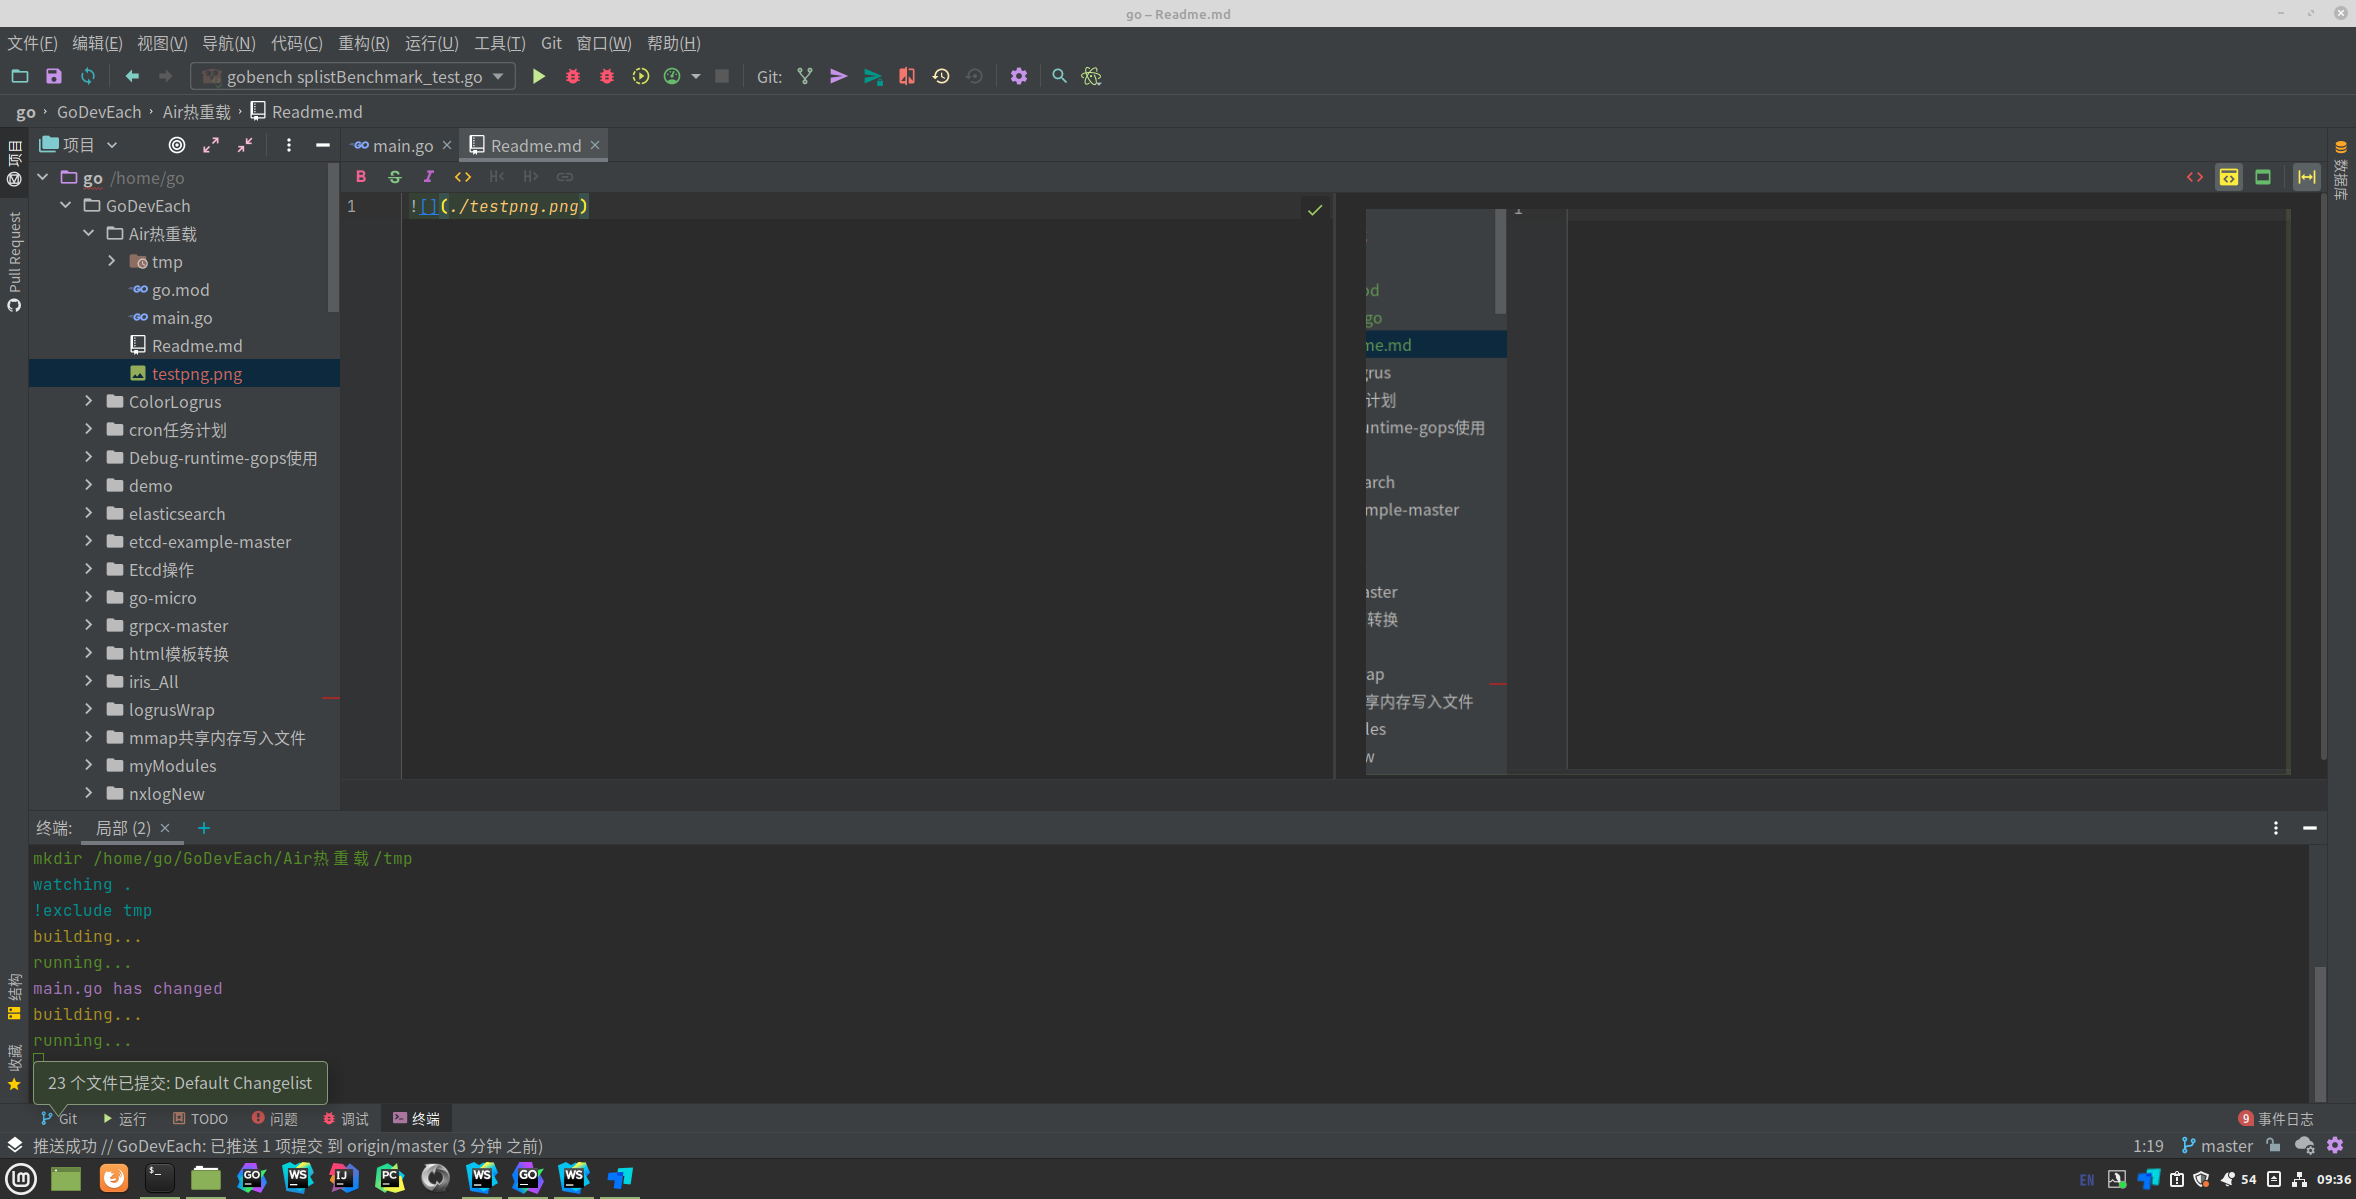 go – Readme.md
文件(F) 编辑(E) 视图(V) 导航(N) 代码(C) 重构(R) 运行(U) 工具(T) Git 窗口(W) 帮助(H)
gobench splistBenchmark_test.go
Git:
go › GoDevEach › Air热重载 › Readme.md
项目
main.go
Readme.md
项目
Pull Request
结构
收藏
数据库
go /home/go
GoDevEach
Air热重载
tmp
go.mod
main.go
Readme.md
testpng.png
ColorLogrus
cron任务计划
Debug-runtime-gops使用
demo
elasticsearch
etcd-example-master
Etcd操作
go-micro
grpcx-master
html模板转换
iris_All
logrusWrap
mmap共享内存写入文件
myModules
nxlogNew
1 ![](./testpng.png)
1
od
go
me.md
grus
计划
untime-gops使用
arch
mple-master
aster
转换
ap
享内存写入文件
les
w
终端: 局部 (2)
mkdir /home/go/GoDevEach/Air热重载/tmp
watching .
!exclude tmp
building...
running...
main.go has changed
building...
running...
23 个文件已提交: Default Changelist
Git 运行 TODO 问题 调试 终端
9 事件日志
推送成功 // GoDevEach: 已推送 1 项提交 到 origin/master (3 分钟 之前)
1:19 master
GO WS IJ PC WS GO WS
EN 54 09:36